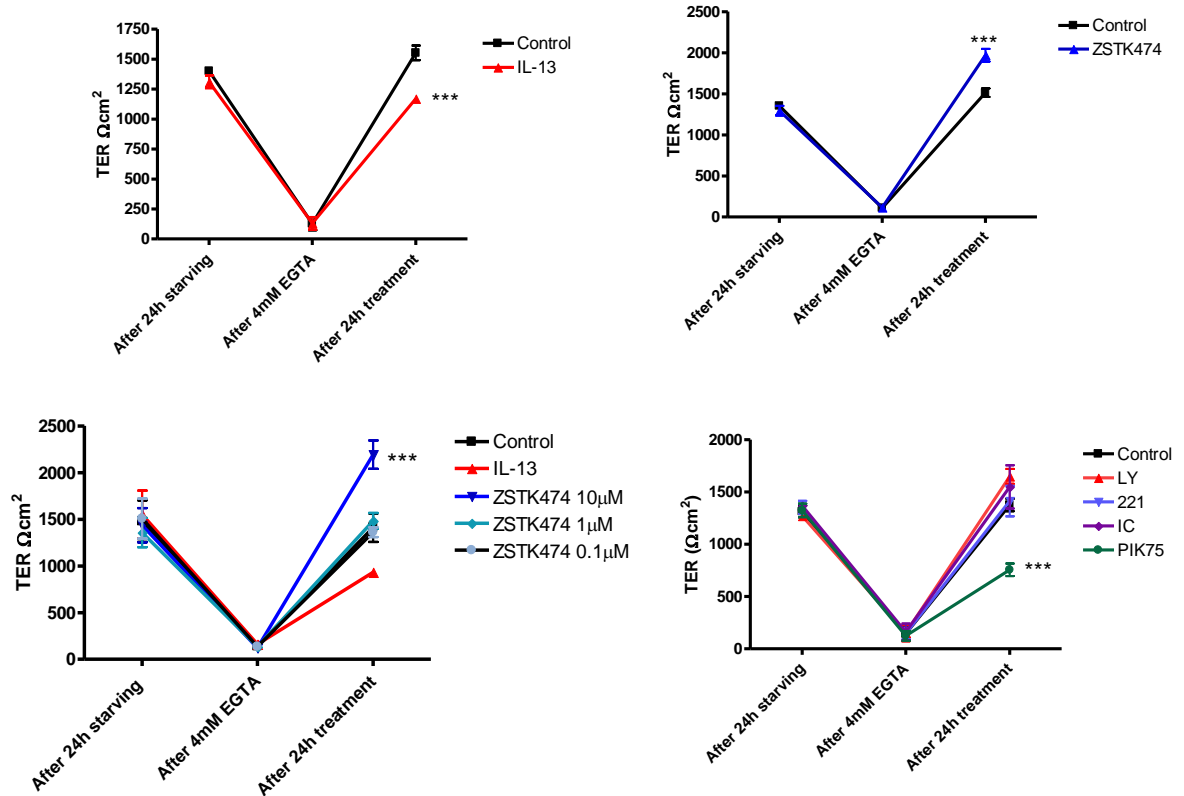 1750
1500
1250
1000
750
500
250
0
TER Ωcm2
After 24h starving
After 4mM EGTA
After 24h treatment
Control
IL-13
***
2500
2000
1500
1000
500
0
TER Ωcm2
After 24h starving
After 4mM EGTA
After 24h treatment
Control
ZSTK474
***
2500
2000
1500
1000
500
0
TER Ωcm2
After 24h starving
After 4mM EGTA
After 24h treatment
Control
IL-13
ZSTK474 10μM
ZSTK474 1μM
ZSTK474 0.1μM
***
2000
1500
1000
500
0
TER (Ωcm2)
After 24h starving
After 4mM EGTA
After 24h treatment
Control
LY
221
IC
PIK75
***